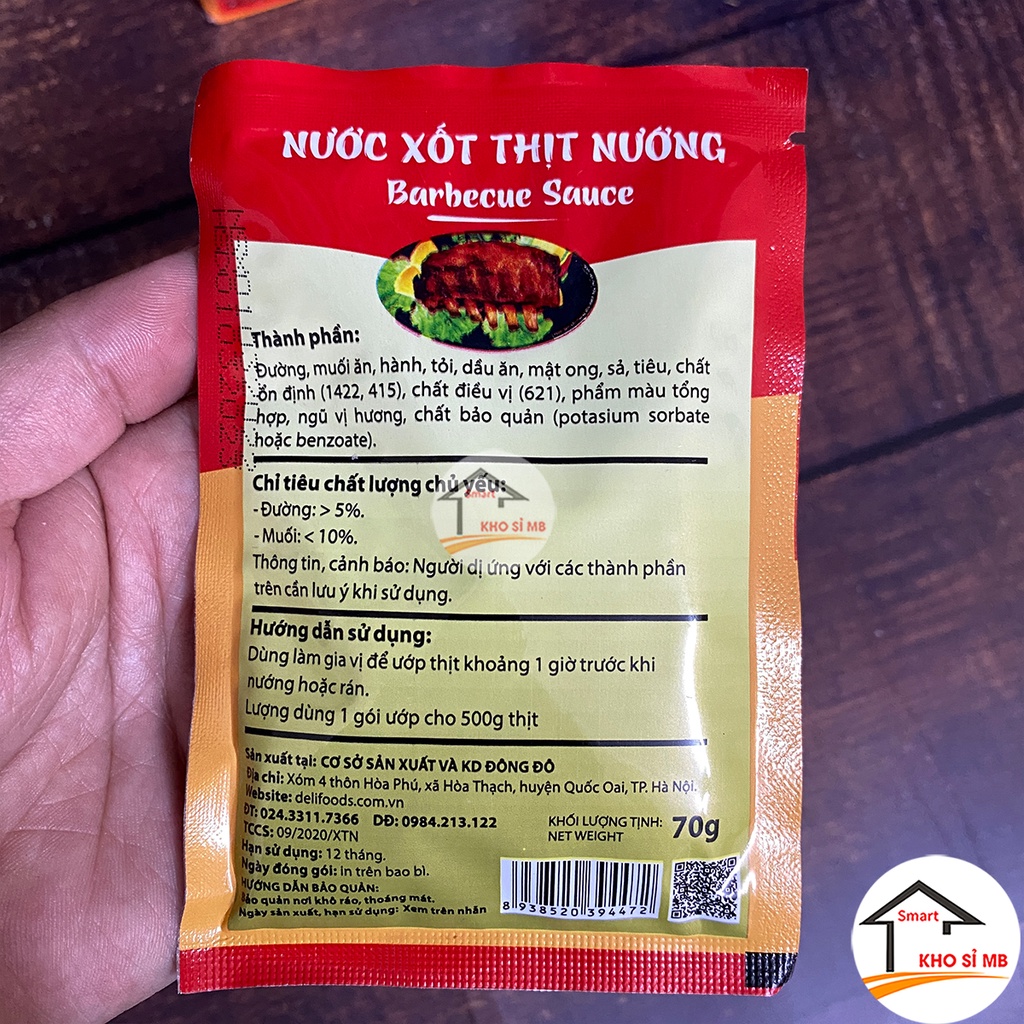 NƯỚC XỐT THỊT NƯỚNG
Barbecue Sauce
Thành phần:
Đường, muối ăn, hành, tỏi, dầu ăn, mật ong, sả, tiêu, chất
ổn định (1422, 415), chất điều vị (621), phẩm màu tổng
hợp, ngũ vị hương, chất bảo quản (potasium sorbate
hoặc benzoate).
Chỉ tiêu chất lượng chủ yếu:
- Đường: > 5%.
- Muối: < 10%.
Thông tin, cảnh báo: Người dị ứng với các thành phần
trên cần lưu ý khi sử dụng.
Hướng dẫn sử dụng:
Dùng làm gia vị để ướp thịt khoảng 1 giờ trước khi
nướng hoặc rán.
Lượng dùng 1 gói ướp cho 500g thịt
Sản xuất tại: CƠ SỞ SẢN XUẤT VÀ KD ĐÔNG ĐÔ
Địa chỉ: Xóm 4 thôn Hòa Phú, xã Hòa Thạch, huyện Quốc Oai, TP. Hà Nội.
Website: delifoods.com.vn
ĐT: 024.3311.7366 DĐ: 0984.213.122
TCCS: 09/2020/XTN
Hạn sử dụng: 12 tháng.
Ngày đóng gói: in trên bao bì.
HƯỚNG DẪN BẢO QUẢN:
Bảo quản nơi khô ráo, thoáng mát.
Ngày sản xuất, hạn sử dụng: Xem trên nhãn
KHỐI LƯỢNG TỊNH:
NET WEIGHT
70g
8 938520 394472
Smart
KHO SỈ MB
Smart
KHO SỈ MB